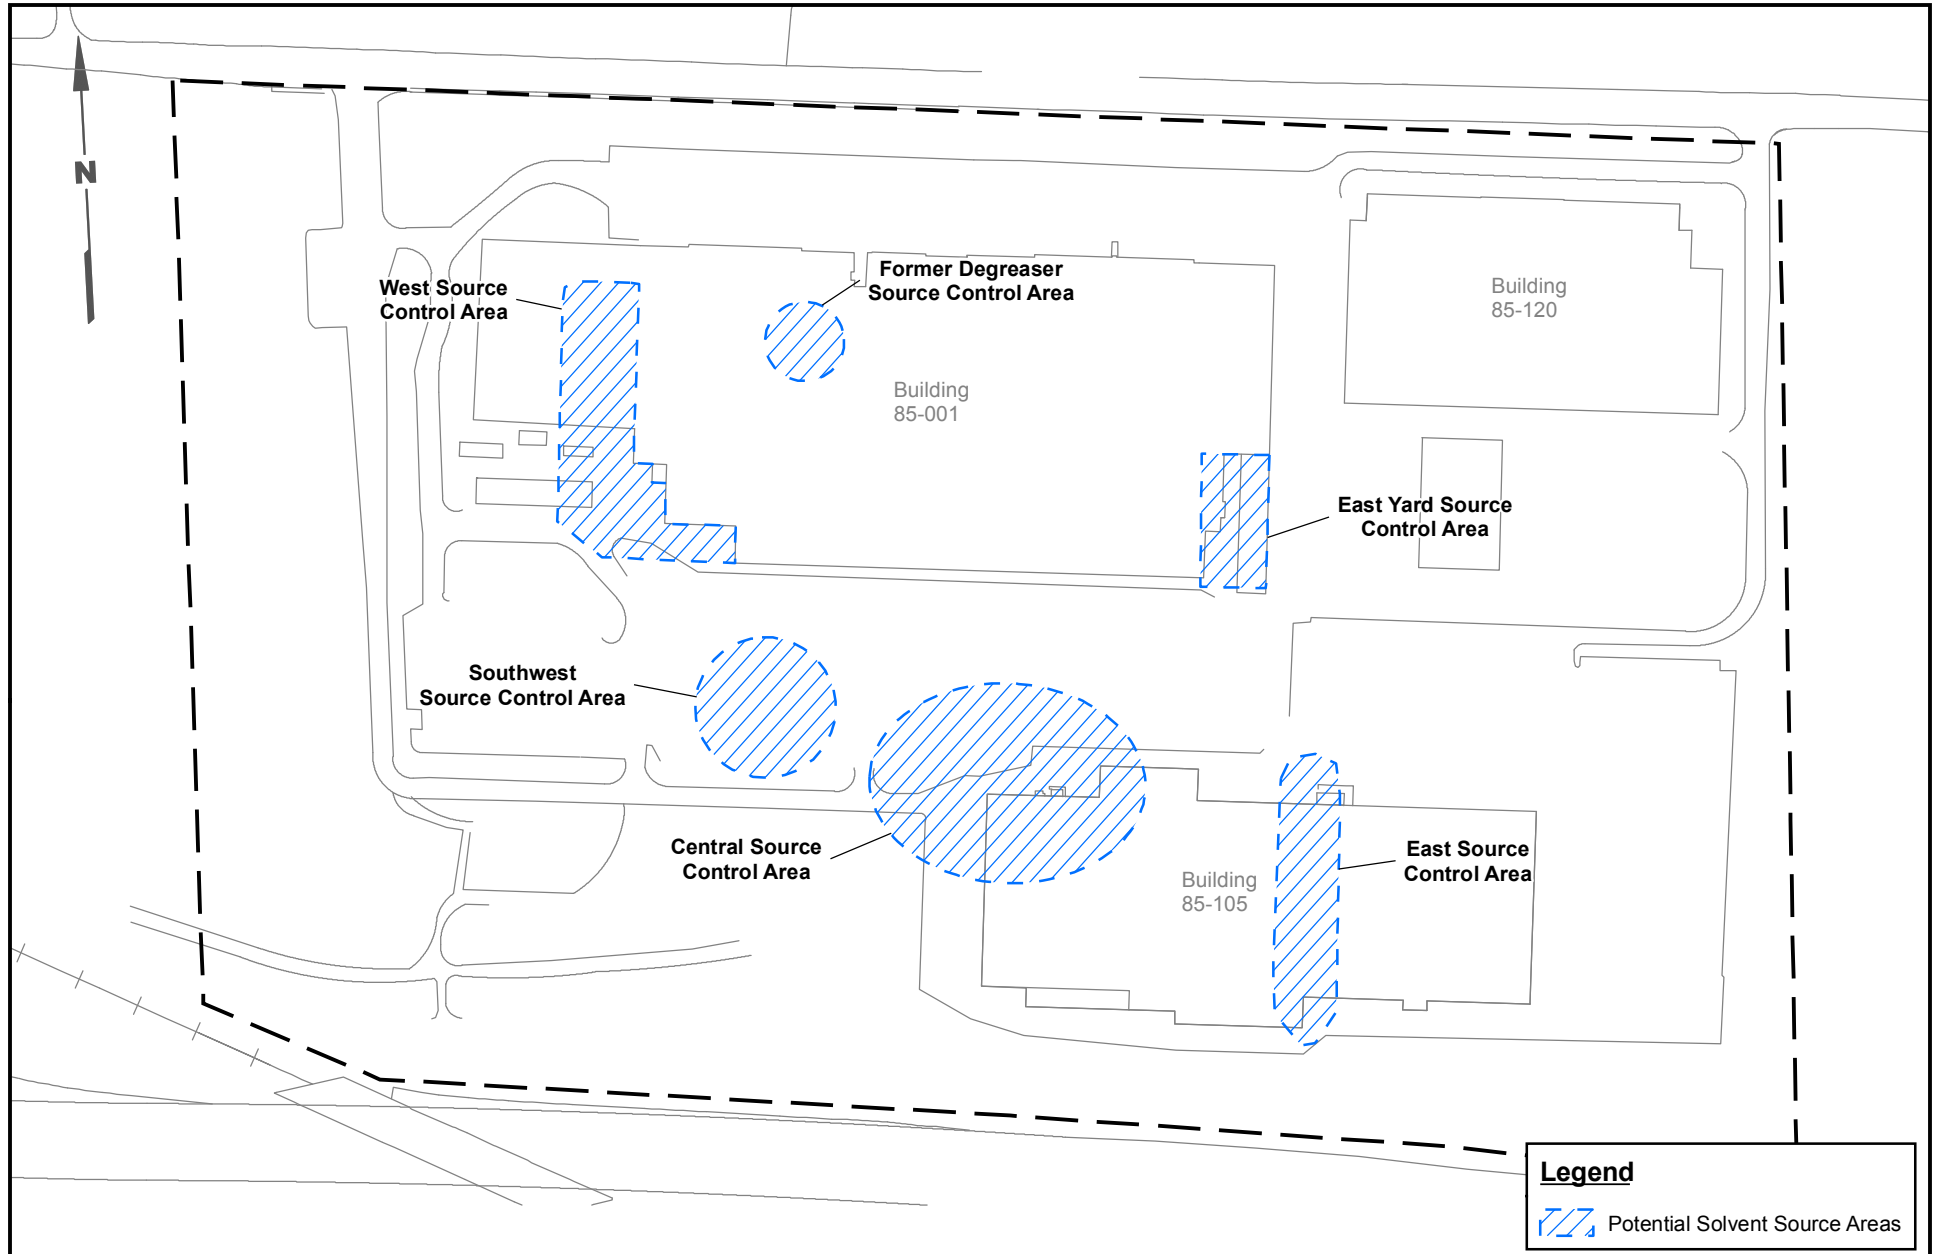 N
West Source
Control Area
Former Degreaser
Source Control Area
Building
85-001
Building
85-120
East Yard Source
Control Area
Southwest
Source Control Area
Central Source
Control Area
Building
85-105
East Source
Control Area
Legend
Potential Solvent Source Areas